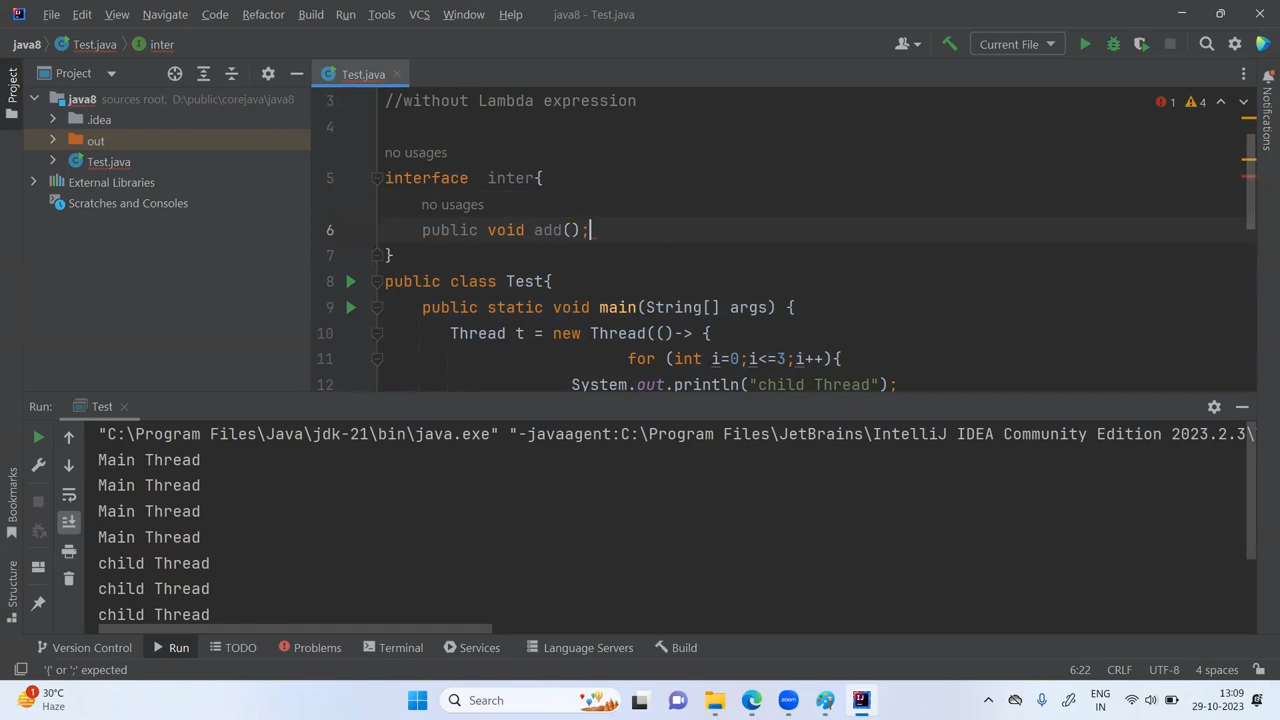 File Edit View Navigate Code Refactor Build Run Tools VCS Window Help java8 - Test.java
java8 Test.java inter Current File
Project Test.java
3 //without Lambda expression 1 4
java8 sources root, D:\public\corejava\java8
.idea
out
Test.java
External Libraries
Scratches and Consoles
4
no usages
5 interface inter{
no usages
6 public void add();
7 }
8 public class Test{
9 public static void main(String[] args) {
10 Thread t = new Thread(()-> {
11 for (int i=0;i<=3;i++){
12 System.out.println("child Thread");
Project
Bookmarks
Structure
Notifications
Run: Test
"C:\Program Files\Java\jdk-21\bin\java.exe" "-javaagent:C:\Program Files\JetBrains\IntelliJ IDEA Community Edition 2023.2.3\
Main Thread
Main Thread
Main Thread
Main Thread
child Thread
child Thread
child Thread
Version Control Run TODO Problems Terminal Services Language Servers Build
'{' or ';' expected 6:22 CRLF UTF-8 4 spaces
1 30°C
Haze
Search
zoom
ENG
IN
13:09
29-10-2023